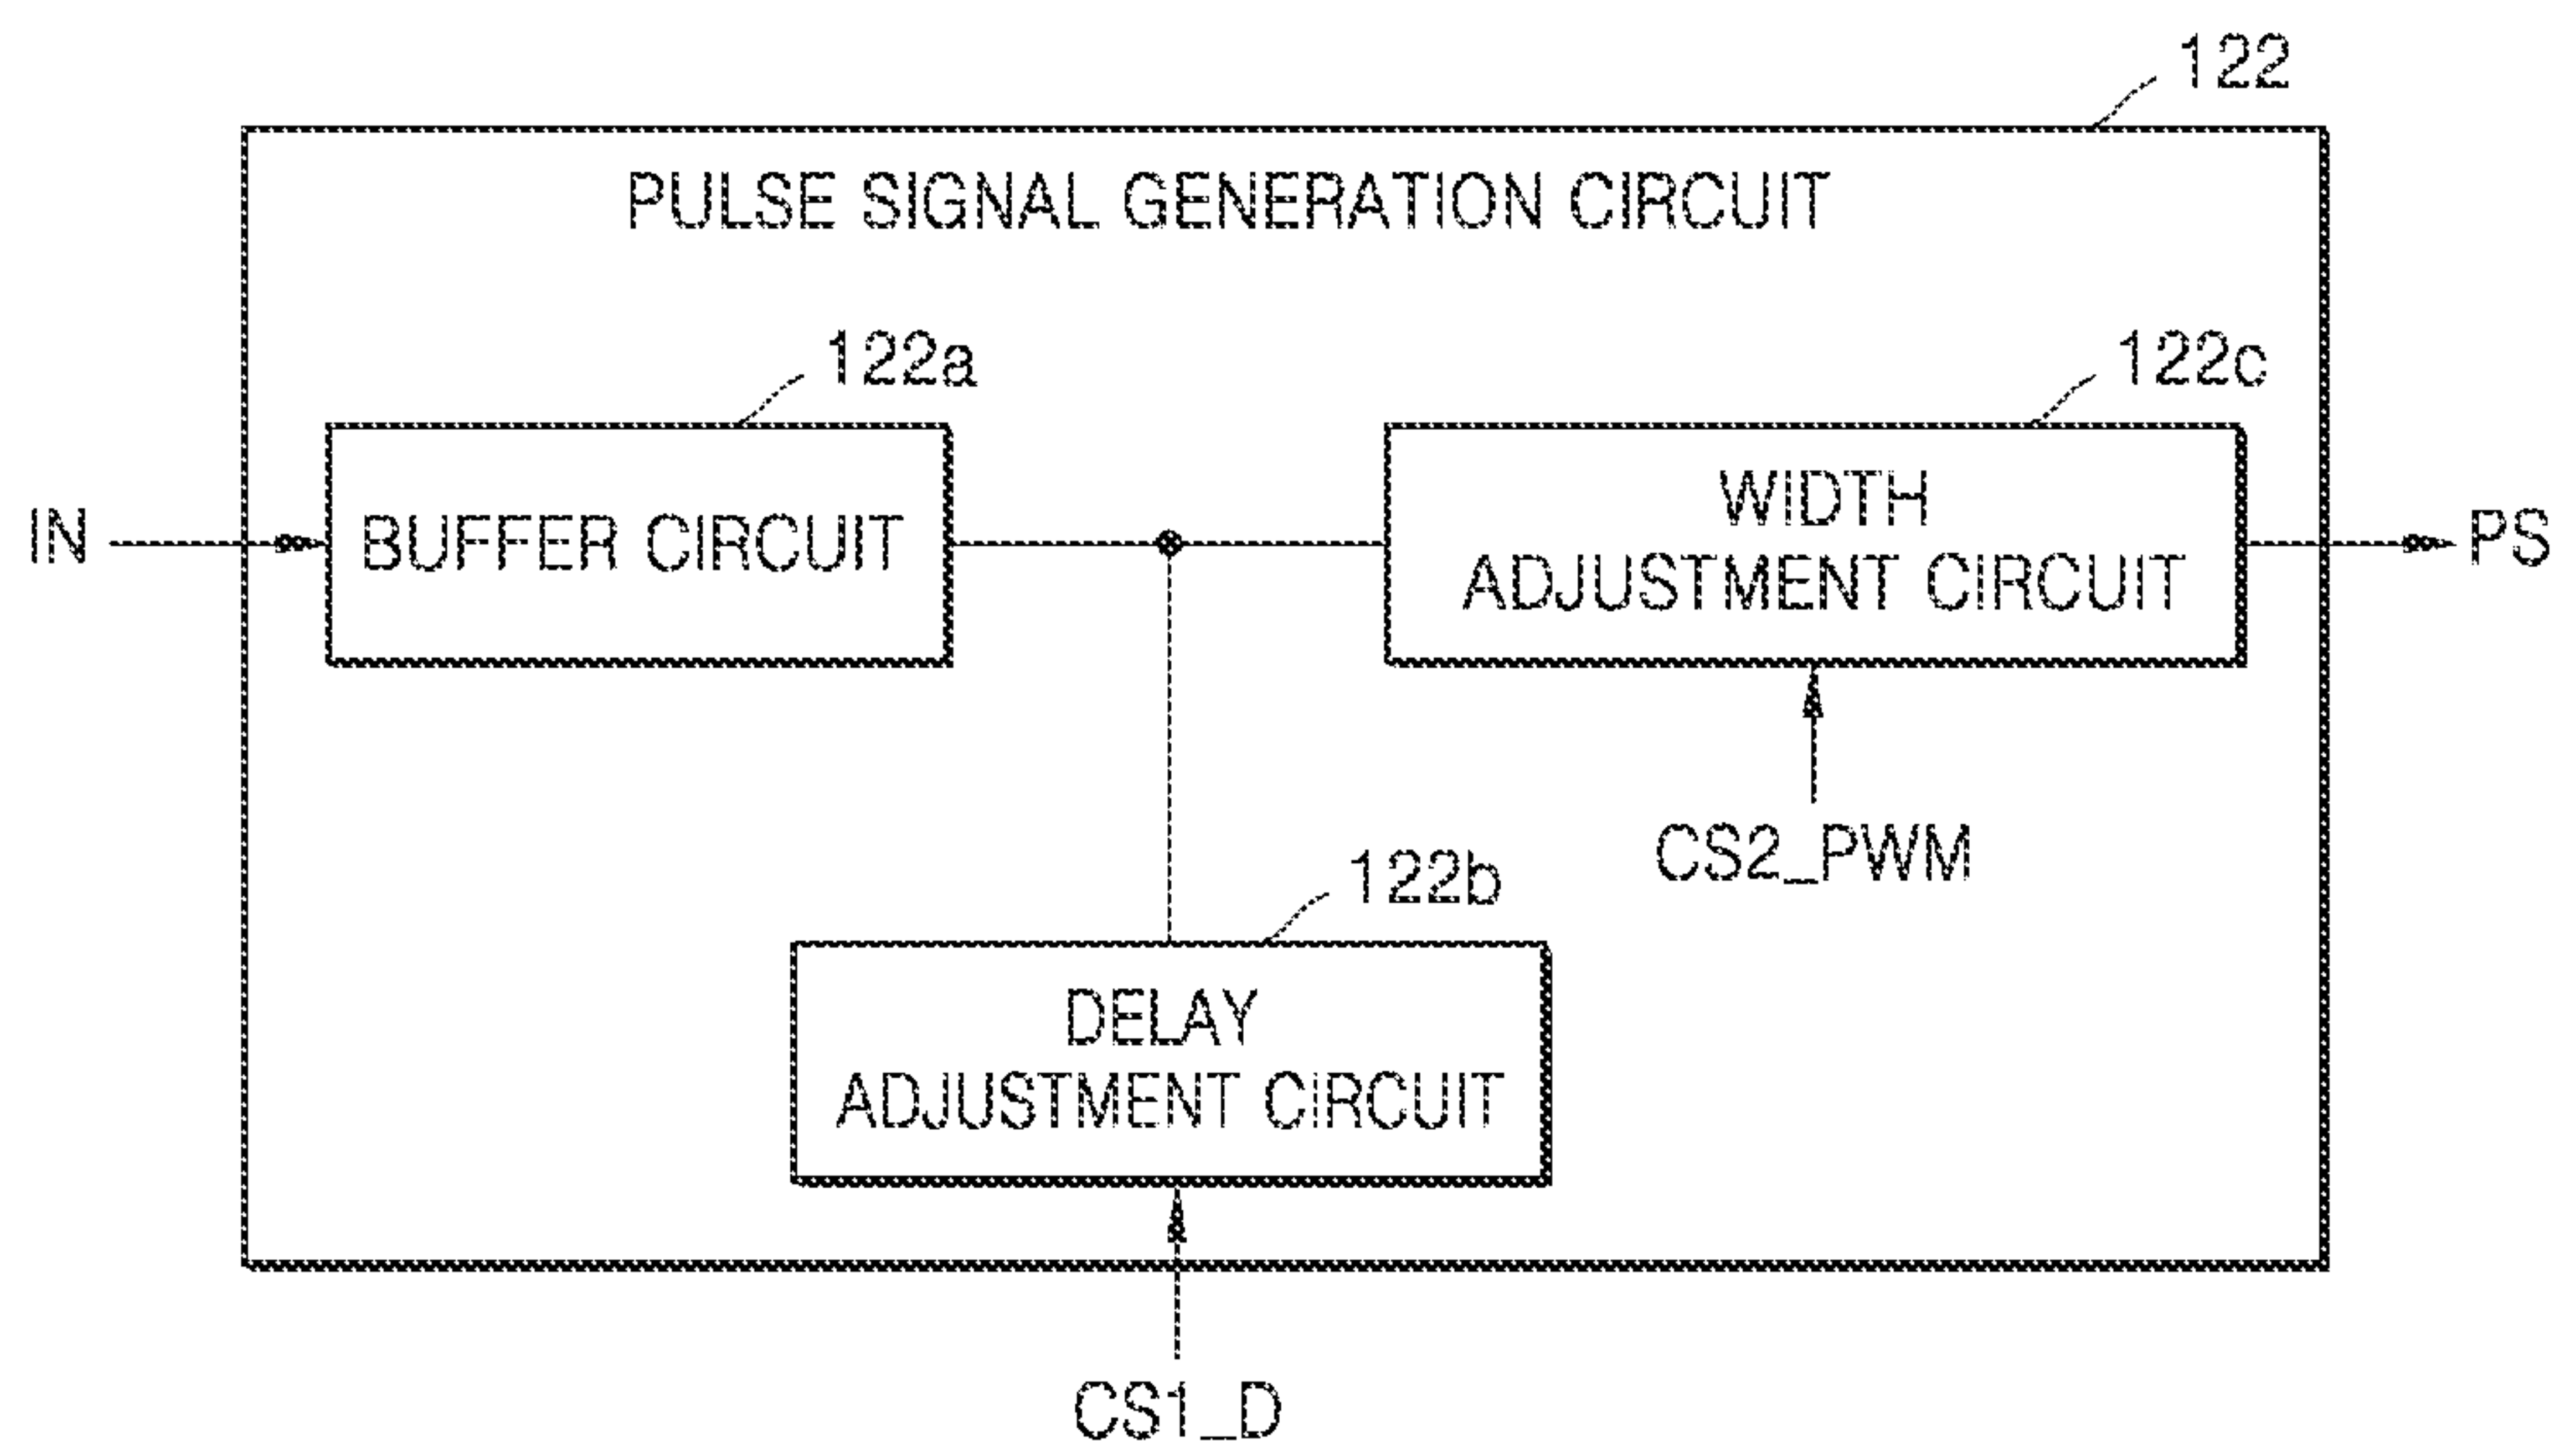 122
PULSE SIGNAL GENERATION CIRCUIT
122a
122c
IN
BUFFER CIRCUIT
WIDTH
ADJUSTMENT CIRCUIT
PS
CS2_PWM
122b
DELAY
ADJUSTMENT CIRCUIT
CS1_D